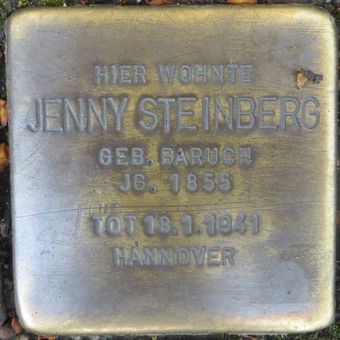 HIER WOHNTE
JENNY STEINBERG
GEB. BARUCH
JG. 1855
TOT 18.1.1941
HANNOVER